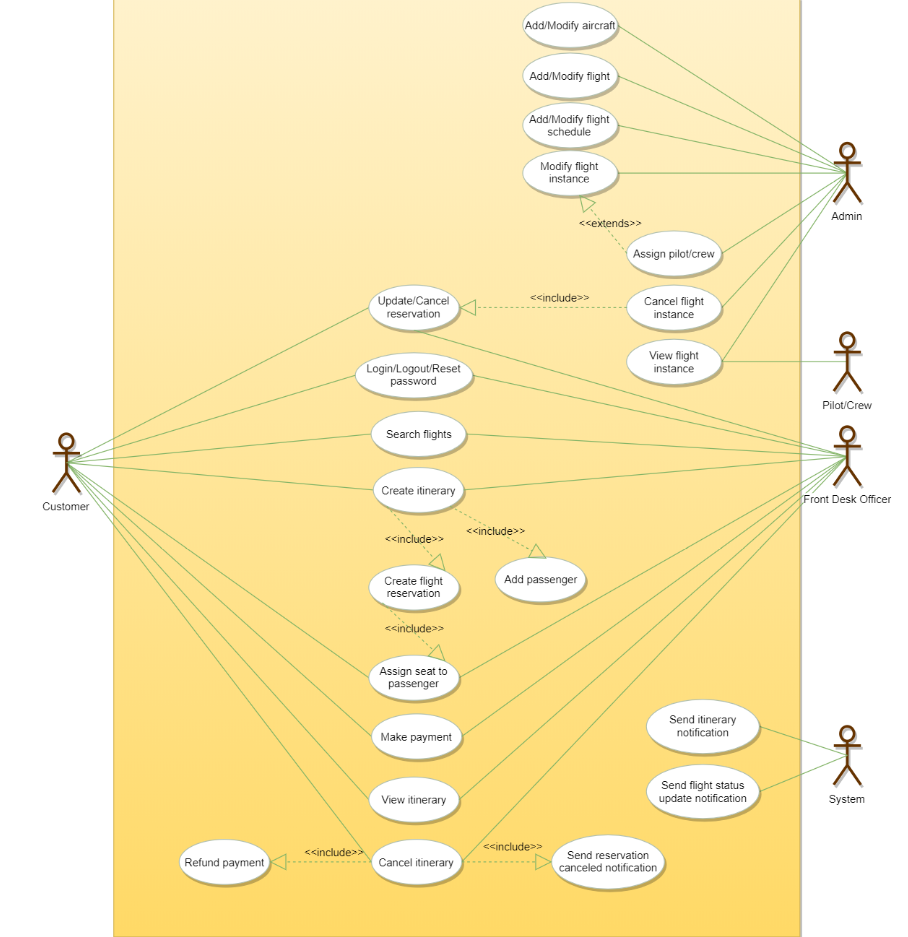 Add/Modify aircraft
Add/Modify flight
Add/Modify flight
schedule
Modify flight
instance
Admin
<<extends>>
Assign pilot/crew
Update/Cancel
reservation
<<include>>
Cancel flight
instance
View flight
instance
Login/Logout/Reset
password
Pilot/Crew
Search flights
Customer
Create itinerary
Front Desk Officer
<<include>>
<<include>>
Create flight
reservation
Add passenger
<<include>>
Assign seat to
passenger
Send itinerary
notification
Make payment
Send flight status
update notification
System
View itinerary
Refund payment
<<include>>
Cancel itinerary
<<include>>
Send reservation
canceled notification